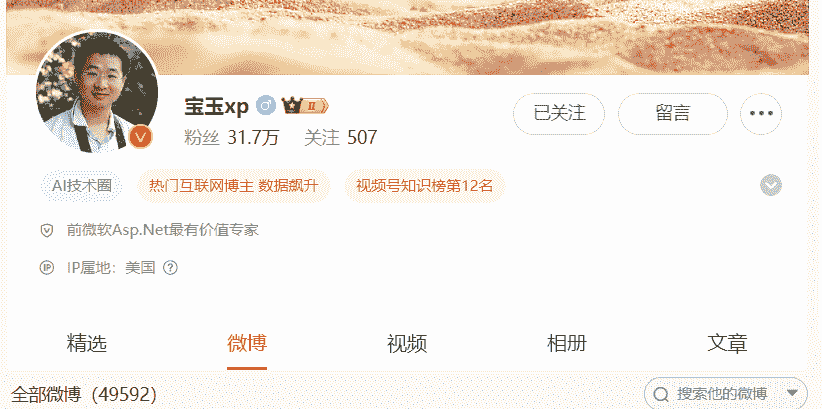 宝玉xp II
粉丝 31.7万 关注 507
已关注 留言
AI技术圈 热门互联网博主 数据飙升 视频号知识榜第12名
前微软Asp.Net最有价值专家
IP IP属地：美国
精选 微博 视频 相册 文章
全部微博（49592） 搜索他的微博